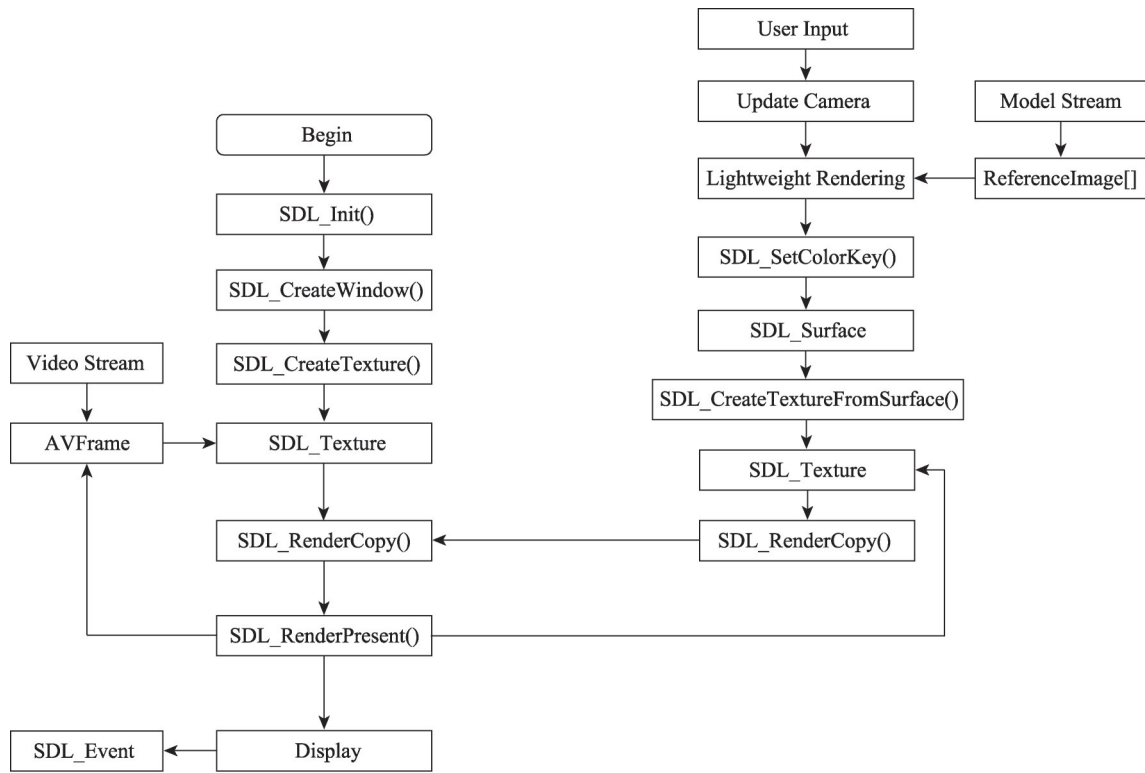 User Input
Update Camera
Model Stream
Begin
Lightweight Rendering
ReferenceImage[]
SDL_Init()
SDL_SetColorKey()
SDL_CreateWindow()
SDL_Surface
Video Stream
SDL_CreateTexture()
SDL_CreateTextureFromSurface()
AVFrame
SDL_Texture
SDL_Texture
SDL_RenderCopy()
SDL_RenderCopy()
SDL_RenderPresent()
SDL_Event
Display